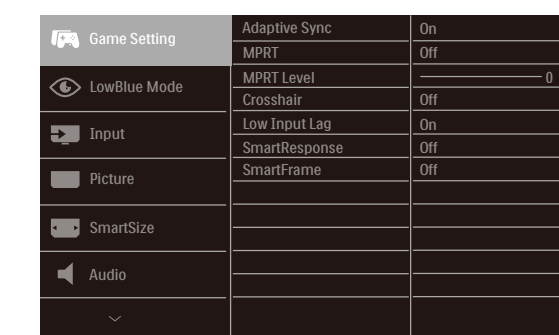 Game Setting
LowBlue Mode
Input
Picture
SmartSize
Audio
Adaptive Sync On
MPRT Off
MPRT Level 0
Crosshair Off
Low Input Lag On
SmartResponse Off
SmartFrame Off